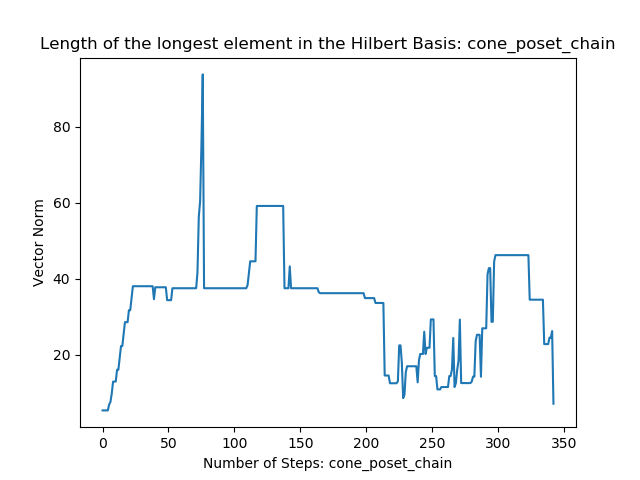 Length of the longest element in the Hilbert Basis: cone_poset_chain
80
60
40
20
Vector Norm
0 50 100 150 200 250 300 350
Number of Steps: cone_poset_chain